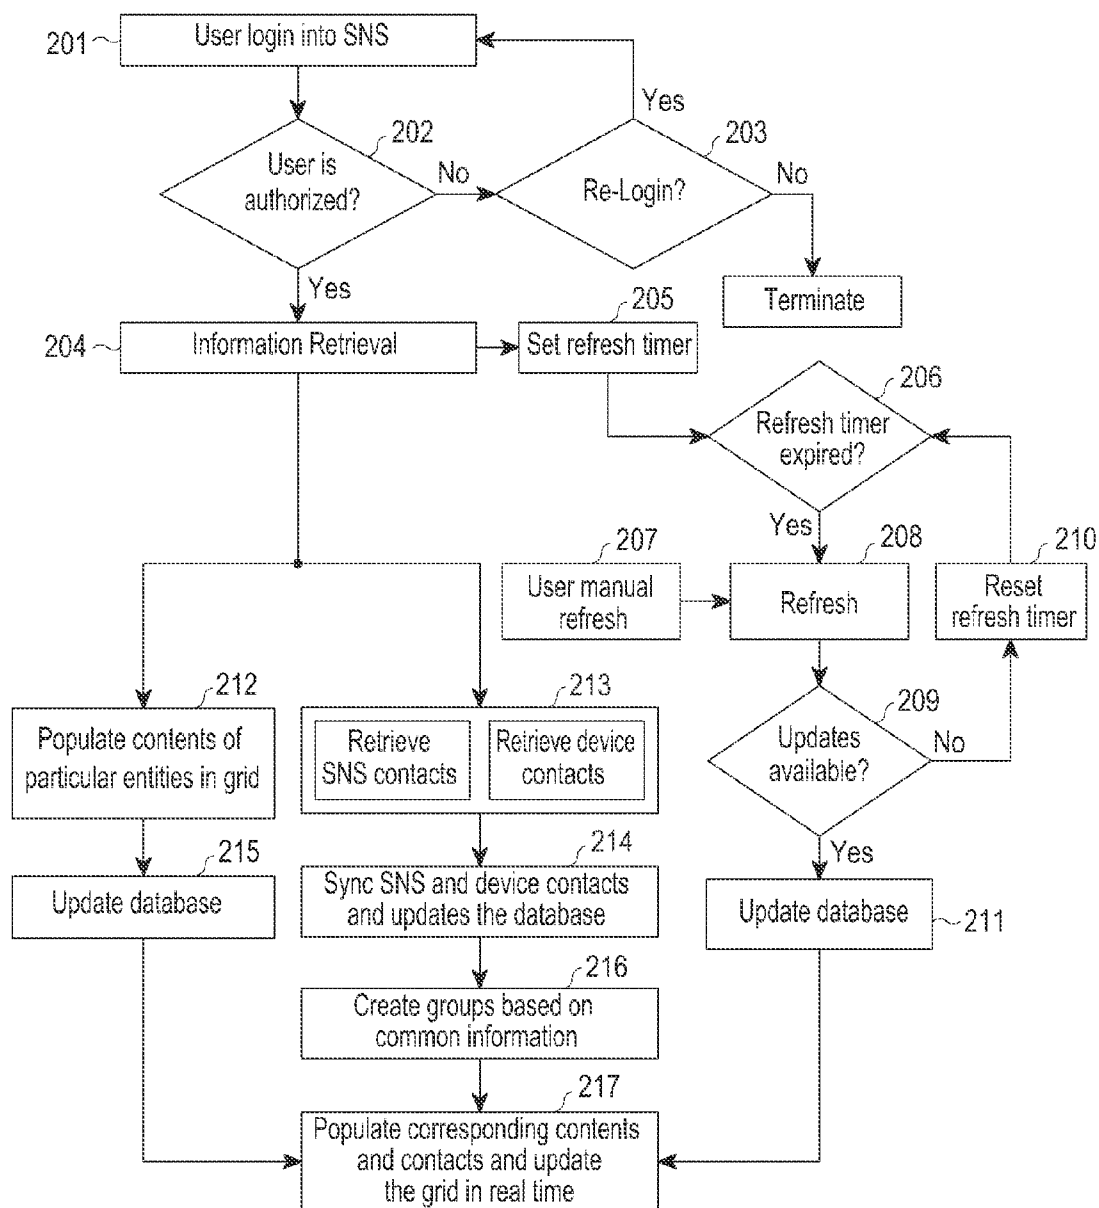 201
User login into SNS
Yes
202
203
User is
authorized?
No
Re-Login?
No
Yes
205
Terminate
204
Information Retrieval
Set refresh timer
206
Refresh timer
expired?
Yes
207
208
210
User manual
refresh
Refresh
Reset
refresh timer
212
213
209
Populate contents of
particular entities in grid
Retrieve
SNS contacts
Retrieve device
contacts
Updates
available?
No
215
214
Yes
Update database
Sync SNS and device contacts
and updates the database
Update database
211
216
Create groups based on
common information
217
Populate corresponding contents
and contacts and update
the grid in real time